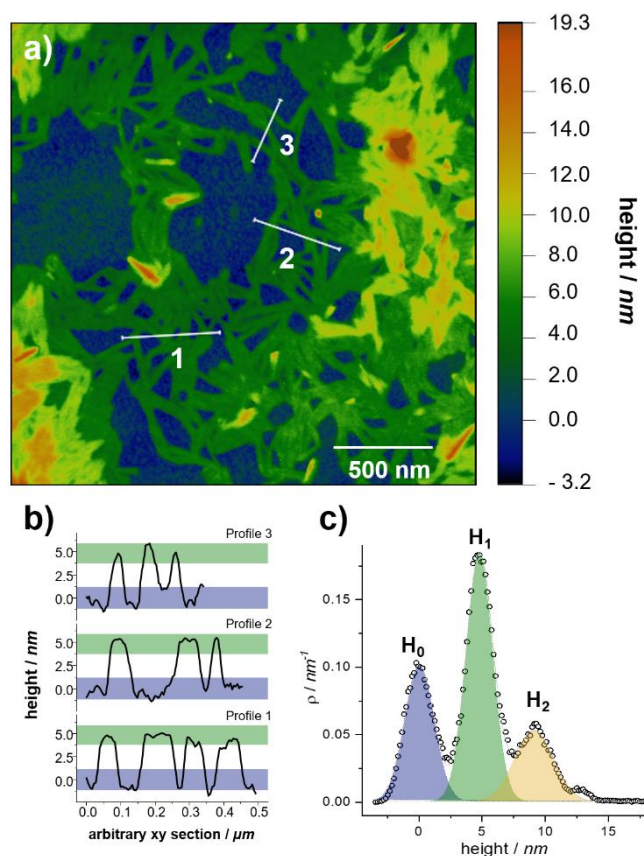 a)
3
2
1
500 nm
19.3
16.0
14.0
12.0
10.0
8.0
6.0
4.0
2.0
0.0
- 3.2
height / nm
b)
Profile 3
5.0
2.5
0.0
Profile 2
5.0
2.5
0.0
Profile 1
5.0
2.5
0.0
0.0 0.1 0.2 0.3 0.4 0.5
height / nm
arbitrary xy section / µm
c)
H₀
H₁
H₂
0.15
0.10
0.05
0.00
ρ / nm⁻¹
0 5 10 15
height / nm